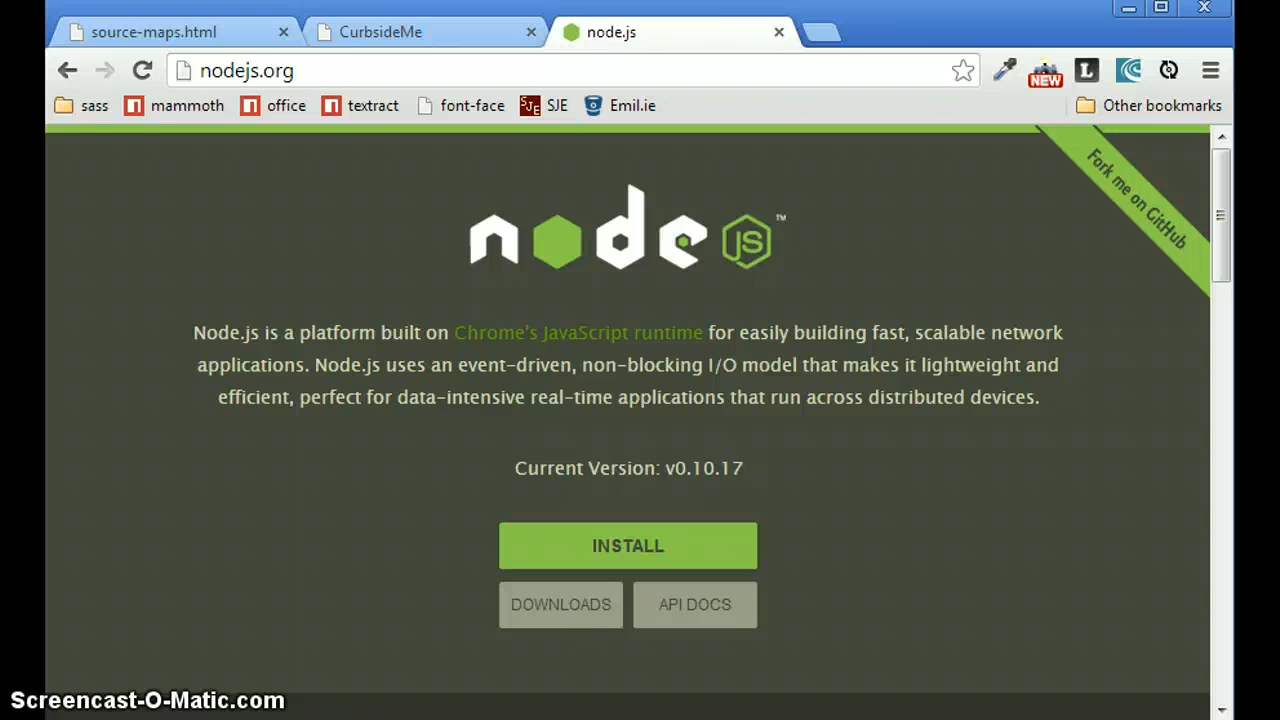 source-maps.html
CurbsideMe
node.js
nodejs.org
NEW
L
sass
mammoth
office
textract
font-face
SJE
SJE
Emil.ie
Other bookmarks
Fork me on GitHub
node JS ™
Node.js is a platform built on Chrome's JavaScript runtime for easily building fast, scalable network
applications. Node.js uses an event-driven, non-blocking I/O model that makes it lightweight and
efficient, perfect for data-intensive real-time applications that run across distributed devices.
Current Version: v0.10.17
INSTALL
DOWNLOADS
API DOCS
Screencast-O-Matic.com